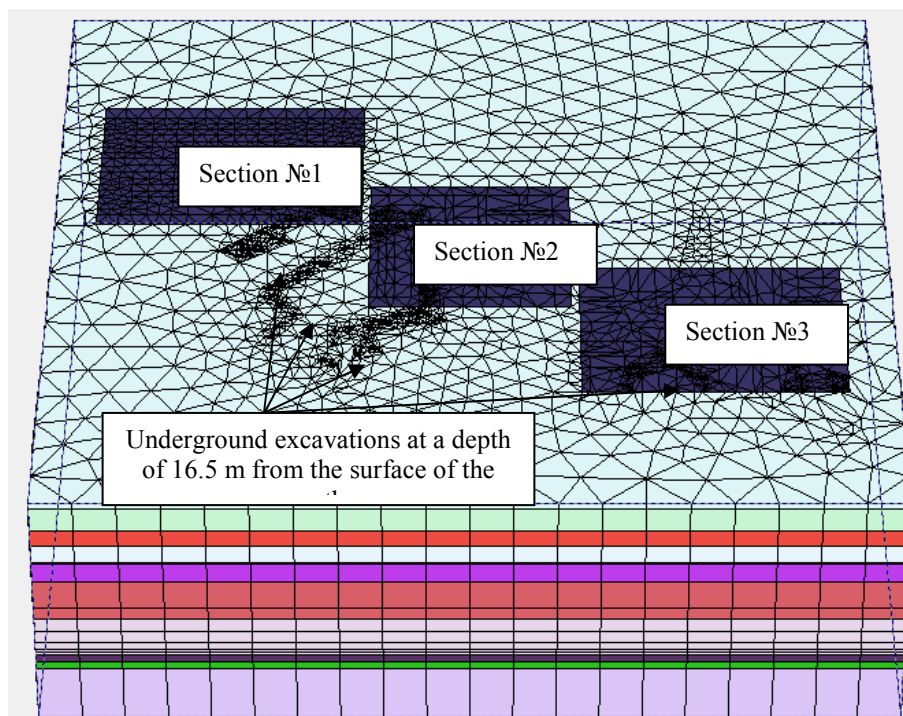 Section №1
Section №2
Section №3
Underground excavations at a depth
of 16.5 m from the surface of the